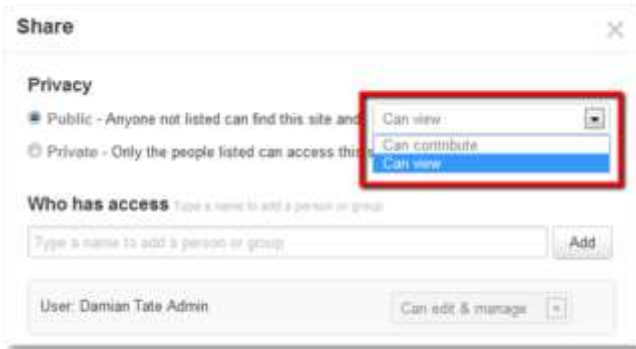 Share
Privacy
Public - Anyone not listed can find this site and Can view
Can contribute
Private - Only the people listed can access this
Can view
Who has access Type a name to add a person or group
Type a name to add a person or group Add
User: Damian Tate Admin Can edit & manage